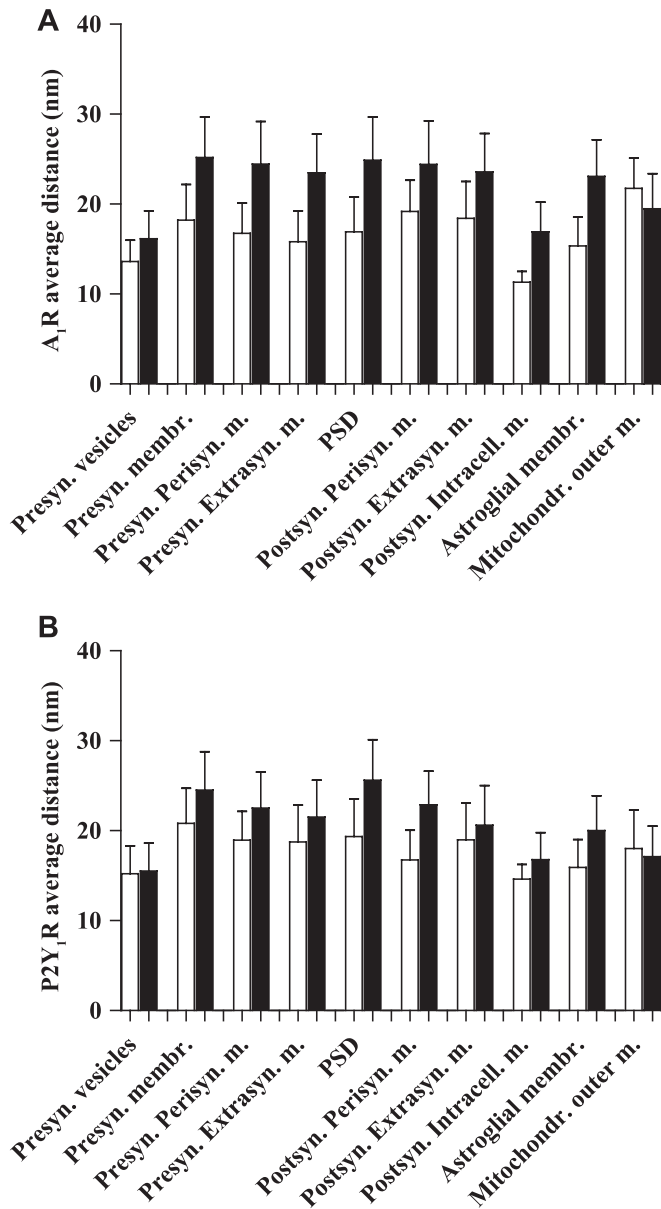 A
40
30
20
10
0
A₁R average distance (nm)
Presyn. vesicles
Presyn. membr.
Presyn. Perisyn. m.
Presyn. Extrasyn. m.
PSD
Postsyn. Perisyn. m.
Postsyn. Extrasyn. m.
Postsyn. Intracell. m.
Astroglial membr.
Mitochondr. outer m.
B
40
30
20
10
0
P2Y₁R average distance (nm)
Presyn. vesicles
Presyn. membr.
Presyn. Perisyn. m.
Presyn. Extrasyn. m.
PSD
Postsyn. Perisyn. m.
Postsyn. Extrasyn. m.
Postsyn. Intracell. m.
Astroglial membr.
Mitochondr. outer m.